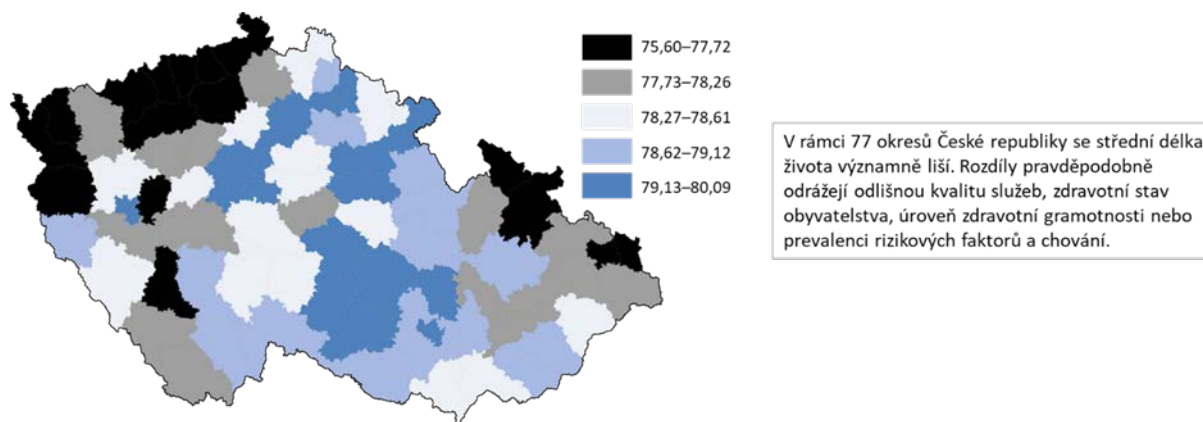 75,60–77,72
77,73–78,26
78,27–78,61
78,62–79,12
79,13–80,09
V rámci 77 okresů České republiky se střední délka
života významně liší. Rozdíly pravděpodobně
odrážejí odlišnou kvalitu služeb, zdravotní stav
obyvatelstva, úroveň zdravotní gramotnosti nebo
prevalenci rizikových faktorů a chování.